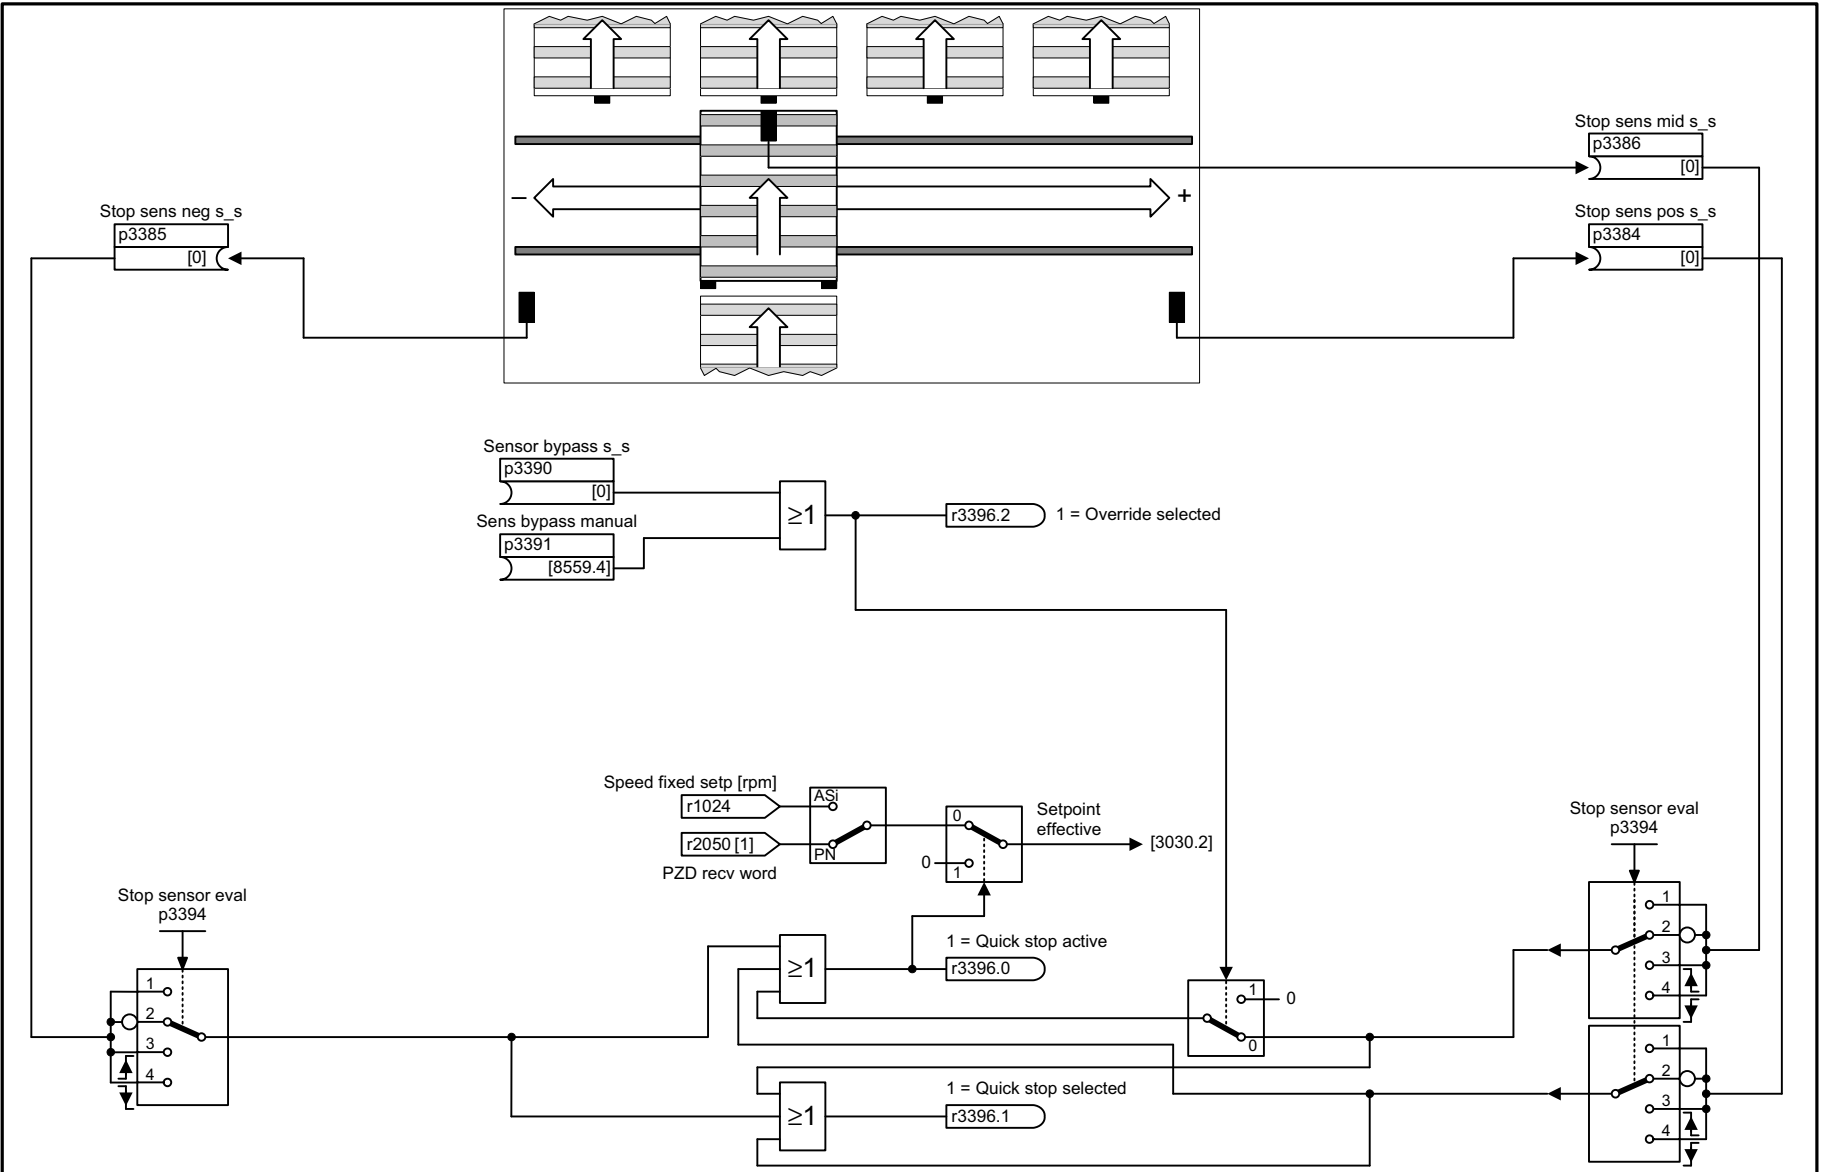 Stop sens mid s_s
p3386
[0]
– +
Stop sens neg s_s
p3385
[0]
Stop sens pos s_s
p3384
[0]
Sensor bypass s_s
p3390
[0]
Sens bypass manual
p3391
[8559.4]
≥1
r3396.2
1 = Override selected
Speed fixed setp [rpm]
r1024
r2050 [1]
PZD recv word
ASi
PN
0
0
1
Setpoint
effective
[3030.2]
Stop sensor eval
p3394
1
2
3
4
Stop sensor eval
p3394
1
2
3
4
≥1
1 = Quick stop active
r3396.0
1
0
0
≥1
1 = Quick stop selected
r3396.1
1
2
3
4